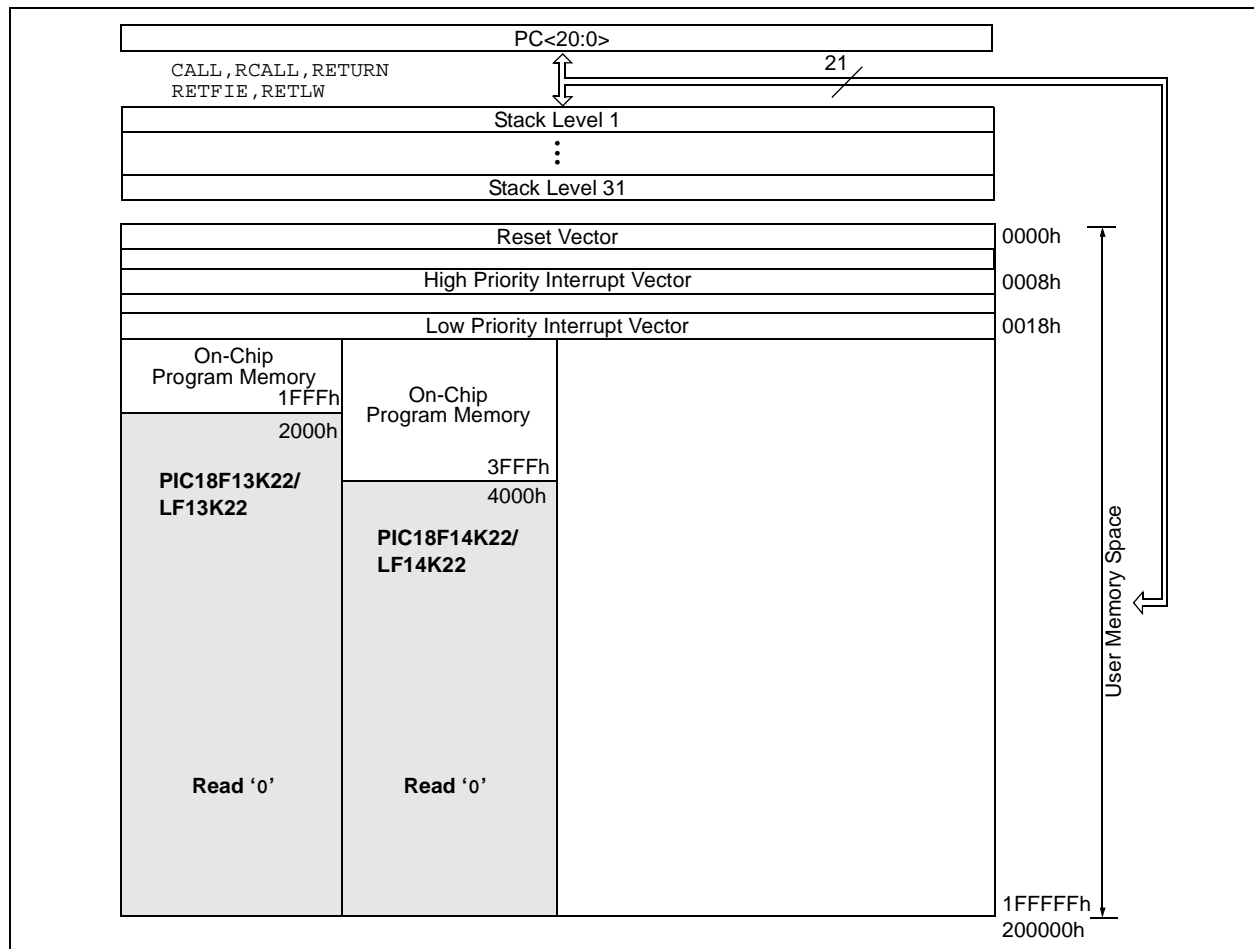 PC<20:0>
CALL,RCALL,RETURN
RETFIE,RETLW
21
Stack Level 1
Stack Level 31
Reset Vector
0000h
High Priority Interrupt Vector
0008h
Low Priority Interrupt Vector
0018h
On-Chip
Program Memory
1FFFh
2000h
PIC18F13K22/
LF13K22
Read ‘0’
On-Chip
Program Memory
3FFFh
4000h
PIC18F14K22/
LF14K22
Read ‘0’
User Memory Space
1FFFFFh
200000h